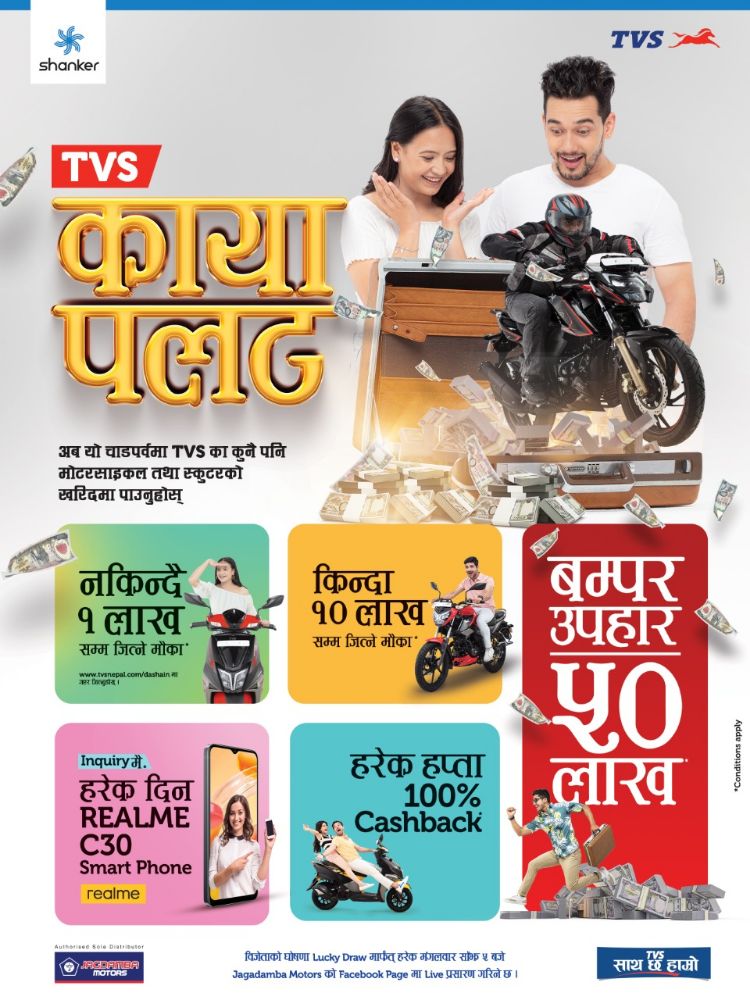 shanker
TVS
TVS
काया
पलट
अब यो चाडपर्वमा TVS का कुनै पनि
मोटरसाइकल तथा स्कुटरको
खरिदमा पाउनुहोस्
नकिन्दै
१ लाख
सम्म जित्ने मौका*
www.tvsnepal.com/dashain मा
किन्दा
१० लाख
सम्म जित्ने मौका*
बम्पर
उपहार
५०
लाख*
Inquiry मै.
हरेक दिन
REALME
C30
Smart Phone
realme
हरेक हप्ता
100%
Cashback*
*Conditions apply
Authorised Sole Distributor
JAGDAMBA
MOTORS
विजेताको घोषणा Lucky Draw मार्फत् हरेक मंगलवार साँझ ५ बजे
Jagadamba Motors को Facebook Page मा Live प्रसारण गरिने छ ।
TVS
साथ छ हाम्रो